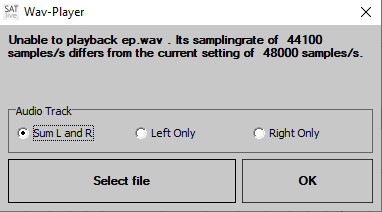 SAT
live
Wav-Player
Unable to playback ep.wav . Its samplingrate of  44100
samples/s differs from the current setting of  48000 samples/s.
Audio Track
Sum L and R
Left Only
Right Only
Select file
OK